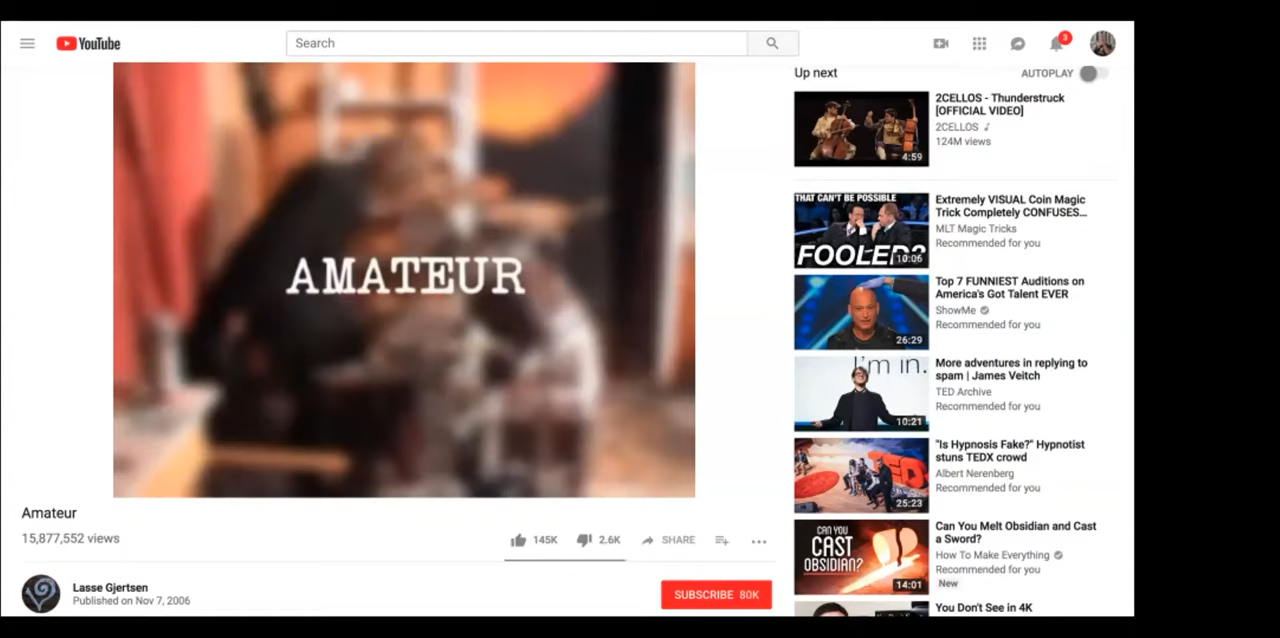 YouTube
Search
3
AMATEUR
Amateur
15,877,552 views
145K
2.6K
SHARE
Lasse Gjertsen
Published on Nov 7, 2006
SUBSCRIBE 80K
Up next
AUTOPLAY
4:59
2CELLOS - Thunderstruck
[OFFICIAL VIDEO]
2CELLOS
124M views
THAT CAN'T BE POSSIBLE
FOOLED?
10:06
Extremely VISUAL Coin Magic
Trick Completely CONFUSES...
MLT Magic Tricks
Recommended for you
26:29
Top 7 FUNNIEST Auditions on
America's Got Talent EVER
ShowMe
Recommended for you
I'm in.
10:21
More adventures in replying to
spam | James Veitch
TED Archive
Recommended for you
TED
25:23
"Is Hypnosis Fake?" Hypnotist
stuns TEDX crowd
Albert Nerenberg
Recommended for you
CAN YOU
CAST
OBSIDIAN?
14:01
Can You Melt Obsidian and Cast
a Sword?
How To Make Everything
Recommended for you
New
You Don't See in 4K